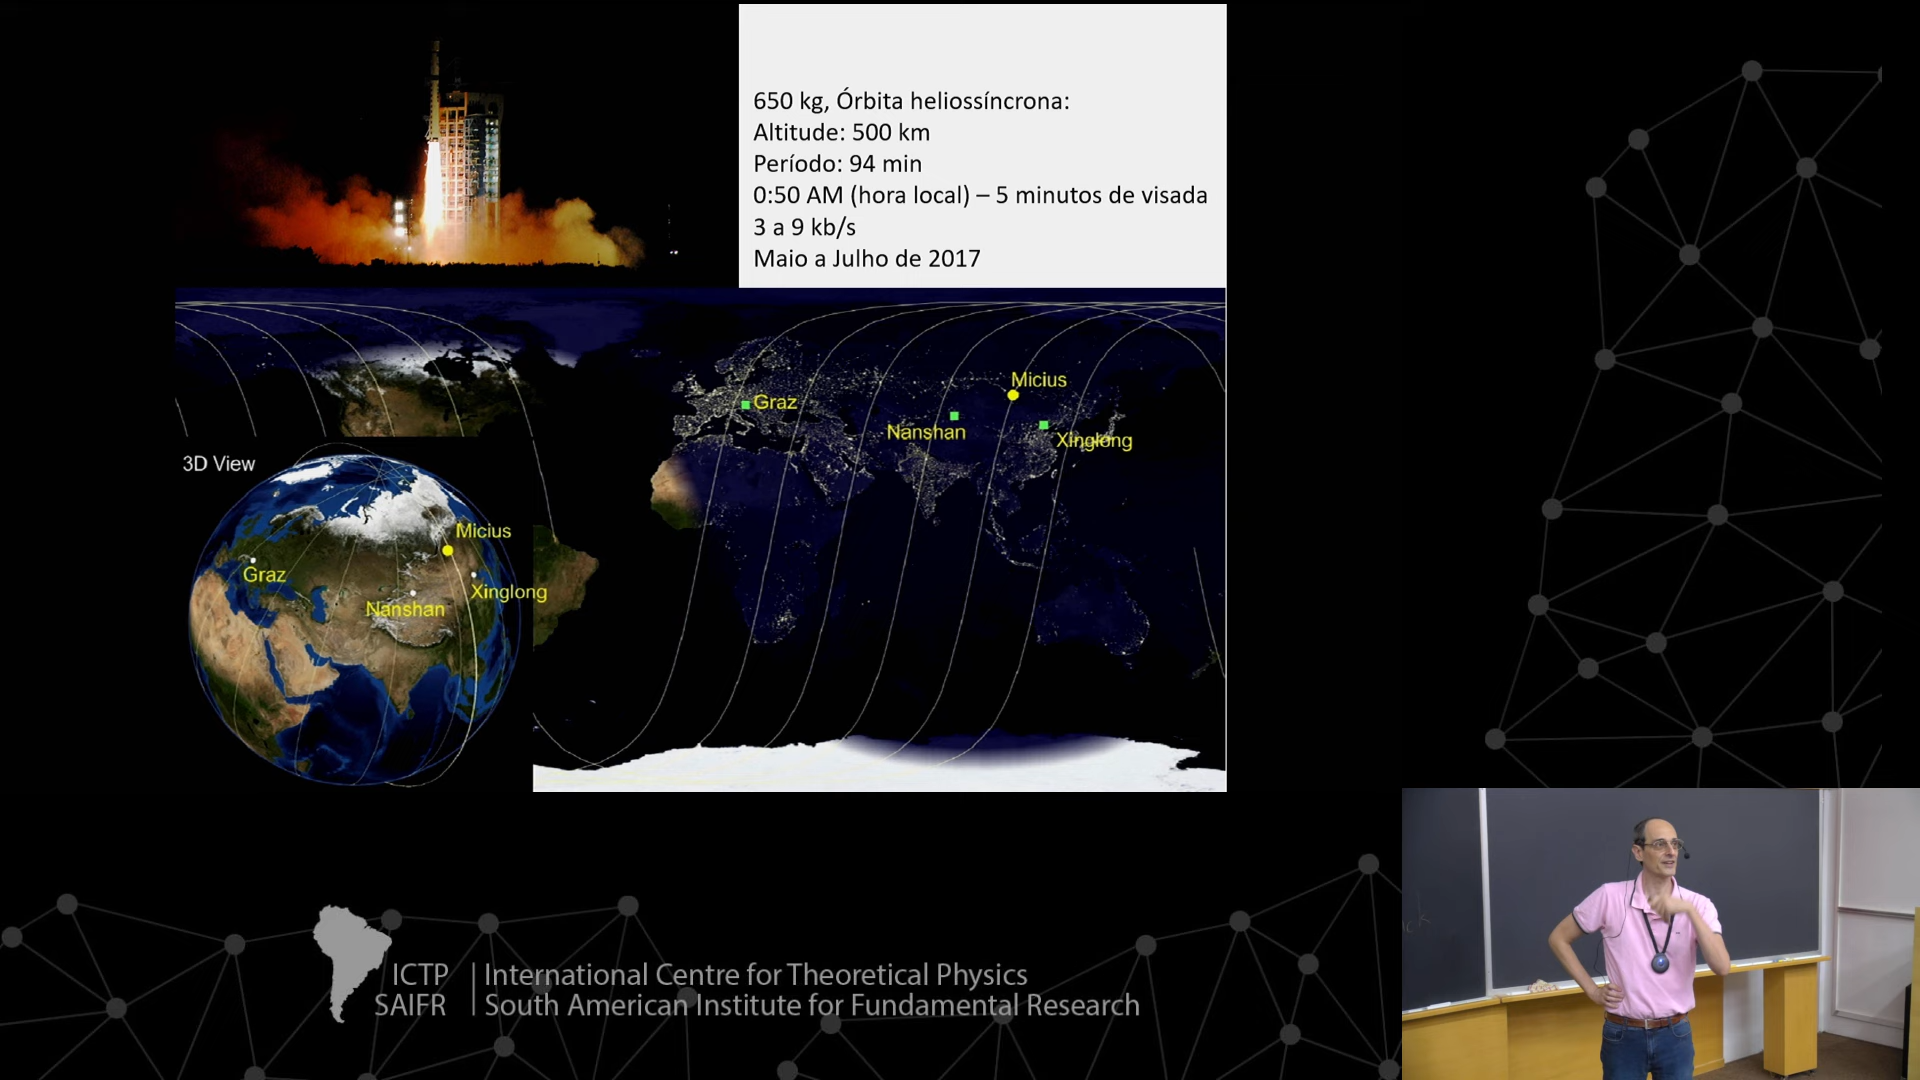 650 kg, Órbita heliossíncrona:
Altitude: 500 km
Período: 94 min
0:50 AM (hora local) – 5 minutos de visada
3 a 9 kb/s
Maio a Julho de 2017
Micius
Graz
Nanshan
Xinglong
3D View
Micius
Graz
Xinglong
Nanshan
ICTP | International Centre for Theoretical Physics
SAIFR | South American Institute for Fundamental Research